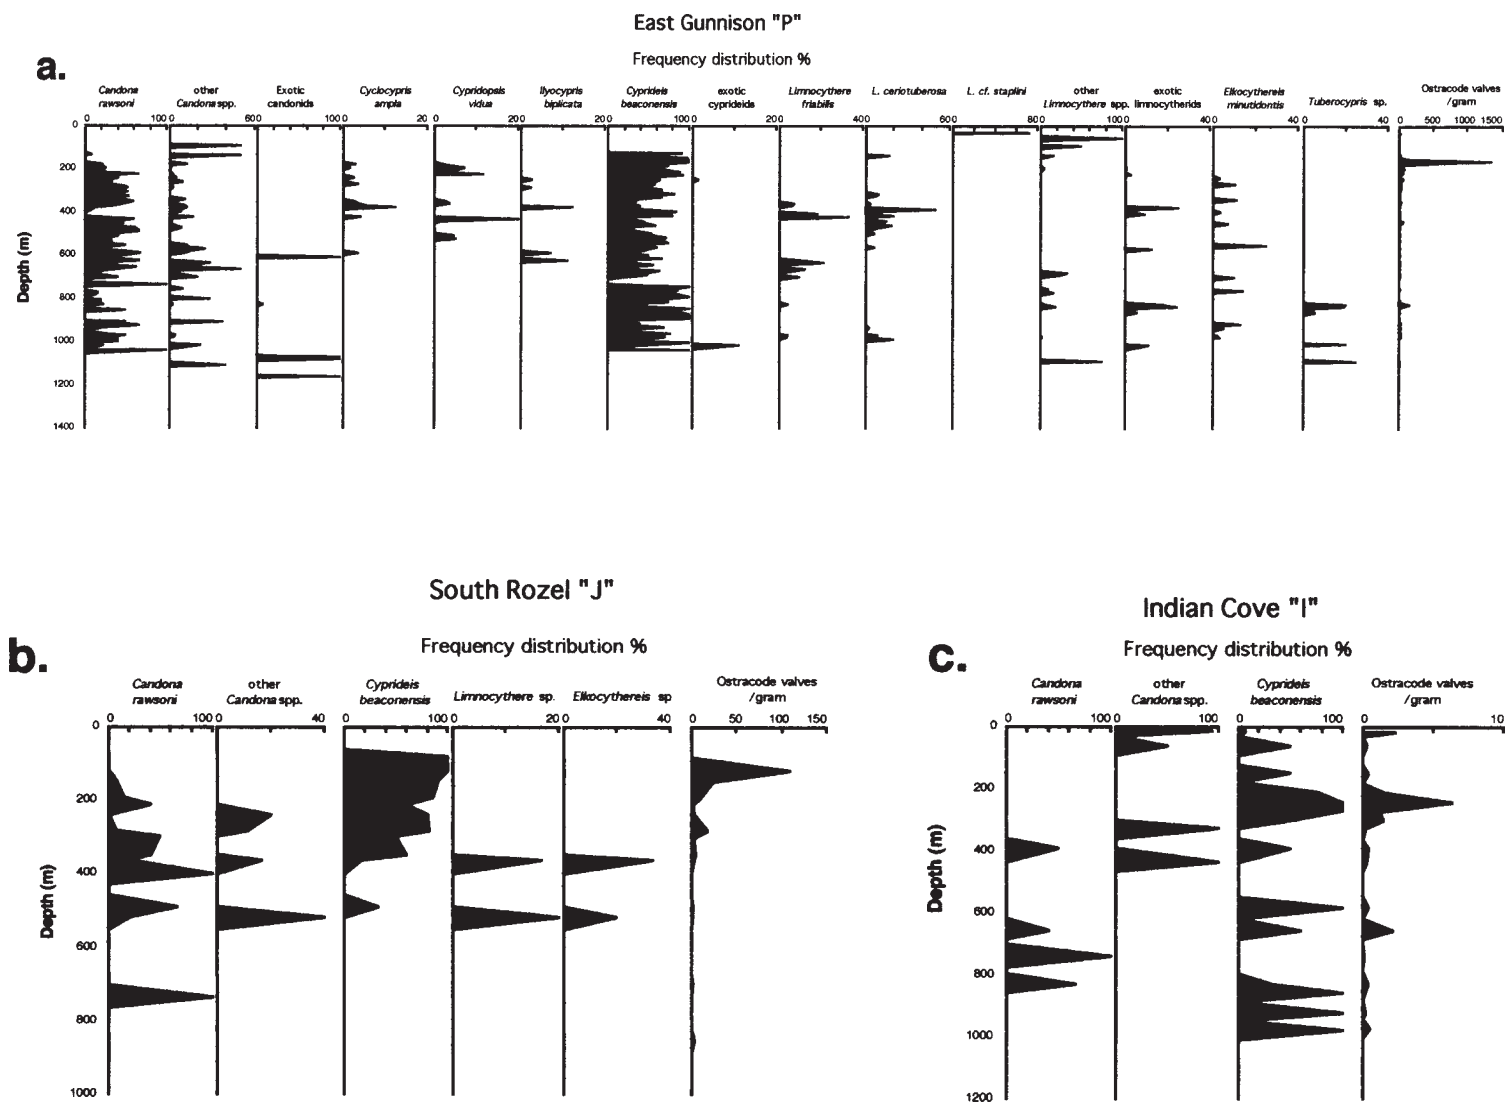 East Gunnison "P"
Frequency distribution %
a.
Candona rawsoni
other Candona spp.
Exotic candonids
Cyclocypris ampla
Cypridopsis vidua
Ilyocypris biplicata
Cyprideis beaconensis
exotic cyprideids
Limnocythere friabilis
L. ceriotuberosa
L. cf. staplini
other Limnocythere spp.
exotic limnocytherids
Elkocythereis minutidontis
Tuberocypris sp.
Ostracode valves /gram
0 100 0 60 0 100 0 20 0 20 0 20 0 100 0 20 0 40 0 60 0 80 0 100 0 40 0 40 0 40 0 500 1000 1500
0
200
400
600
800
1000
1200
1400
Depth (m)
South Rozel "J"
b.
Frequency distribution %
Candona rawsoni
other Candona spp.
Cyprideis beaconensis
Limnocythere sp.
Elkocythereis sp
Ostracode valves /gram
0 100 0 40 0 100 0 20 0 40 0 50 100 150
0
200
400
600
800
1000
Depth (m)
Indian Cove "I"
c.
Frequency distribution %
Candona rawsoni
other Candona spp.
Cyprideis beaconensis
Ostracode valves /gram
0 100 0 100 0 100 0 10
0
200
400
600
800
1000
1200
Depth (m)